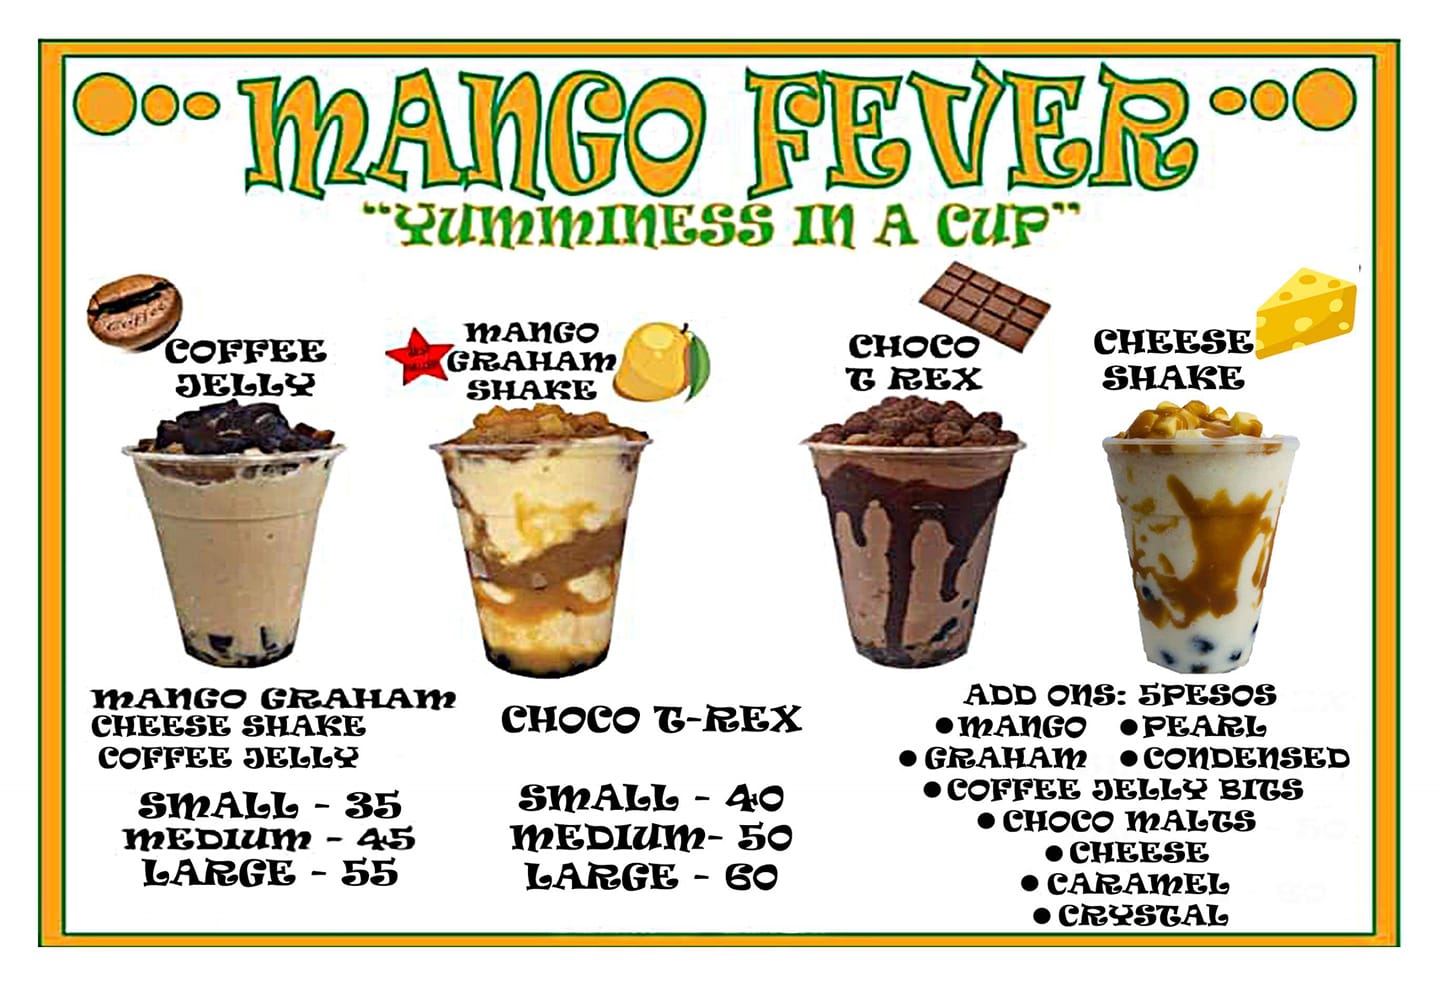 MANGO FEVER
"YUMMINESS IN A CUP"
Coffee
COFFEE
JELLY
MANGO
GRAHAM
SHAKE
CHOCO
T REX
CHEESE
SHAKE
MANGO GRAHAM
CHEESE SHAKE
COFFEE JELLY
SMALL - 35
MEDIUM - 45
LARGE - 55
CHOCO T-REX
SMALL - 40
MEDIUM- 50
LARGE - 60
ADD ONS: 5PESOS
● MANGO ● PEARL
● GRAHAM ● CONDENSED
● COFFEE JELLY BITS
● CHOCO MALTS
● CHEESE
● CARAMEL
● CRYSTAL